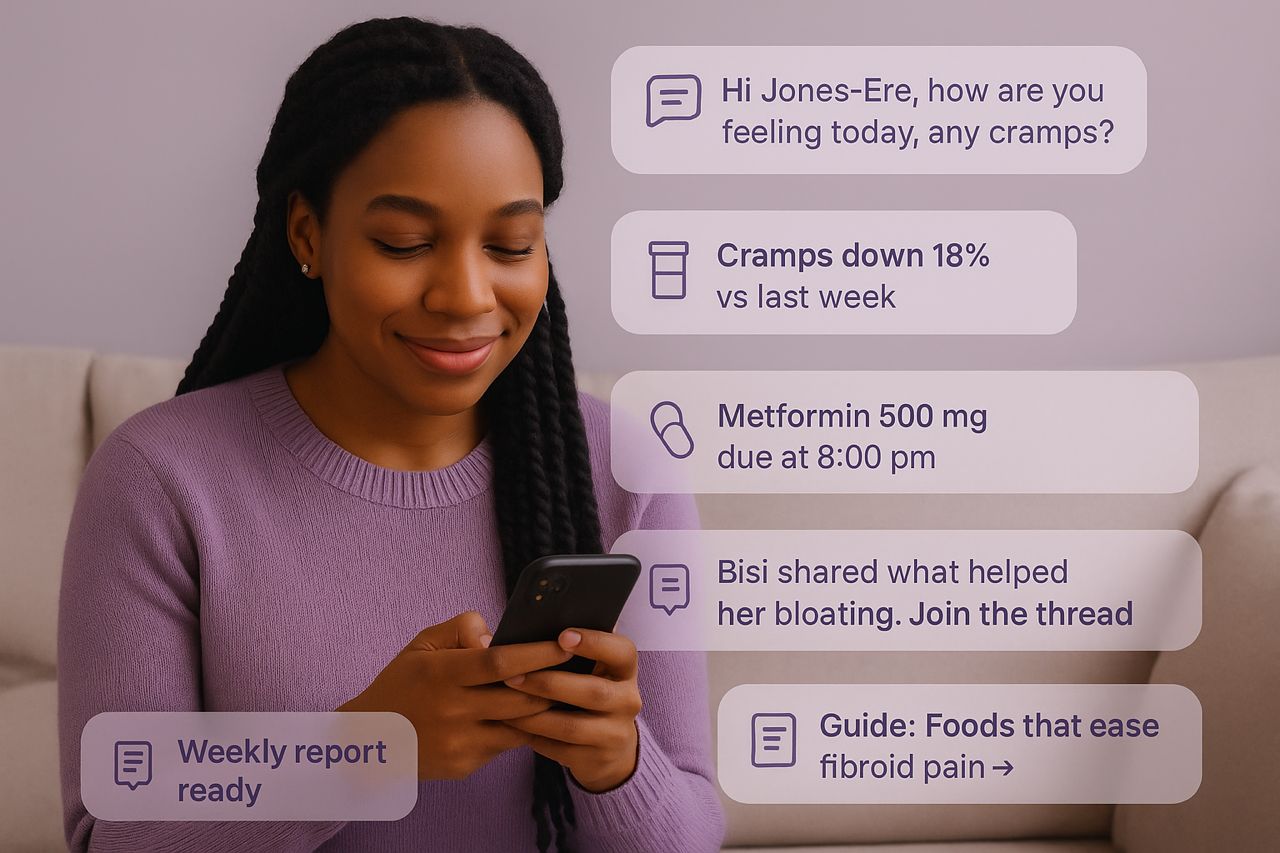 Hi Jones-Ere, how are you
feeling today, any cramps?
Cramps down 18%
vs last week
Metformin 500 mg
due at 8:00 pm
Bisi shared what helped
her bloating. Join the thread
Guide: Foods that ease
fibroid pain →
Weekly report
ready